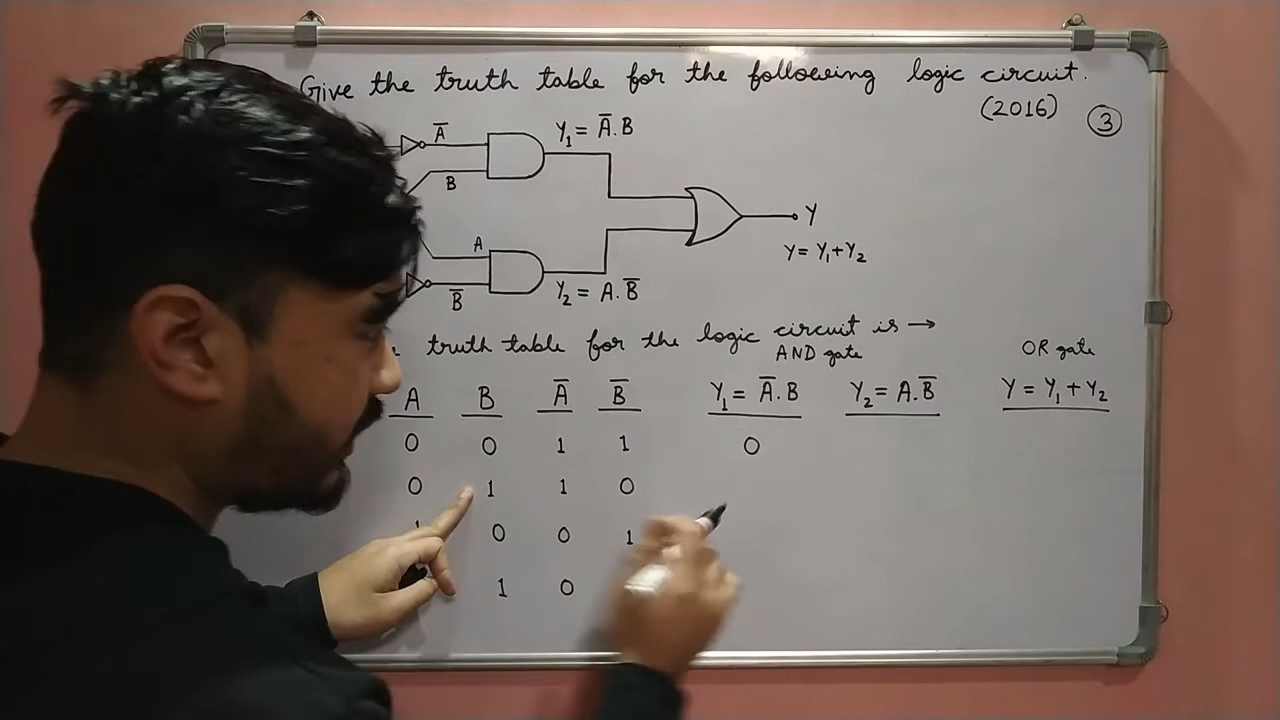 Give the truth table for the following logic circuit.
(2016) 3
A̅
Y₁ = A̅.B
B
Y
A
Y = Y₁+Y₂
B̅
Y₂ = A.B̅
truth table for the logic circuit is →
AND gate OR gate
A B A̅ B̅ Y₁ = A̅.B Y₂ = A.B̅ Y = Y₁ + Y₂
0 0 1 1 0
0 1 1 0
1 0 0 1
1 0